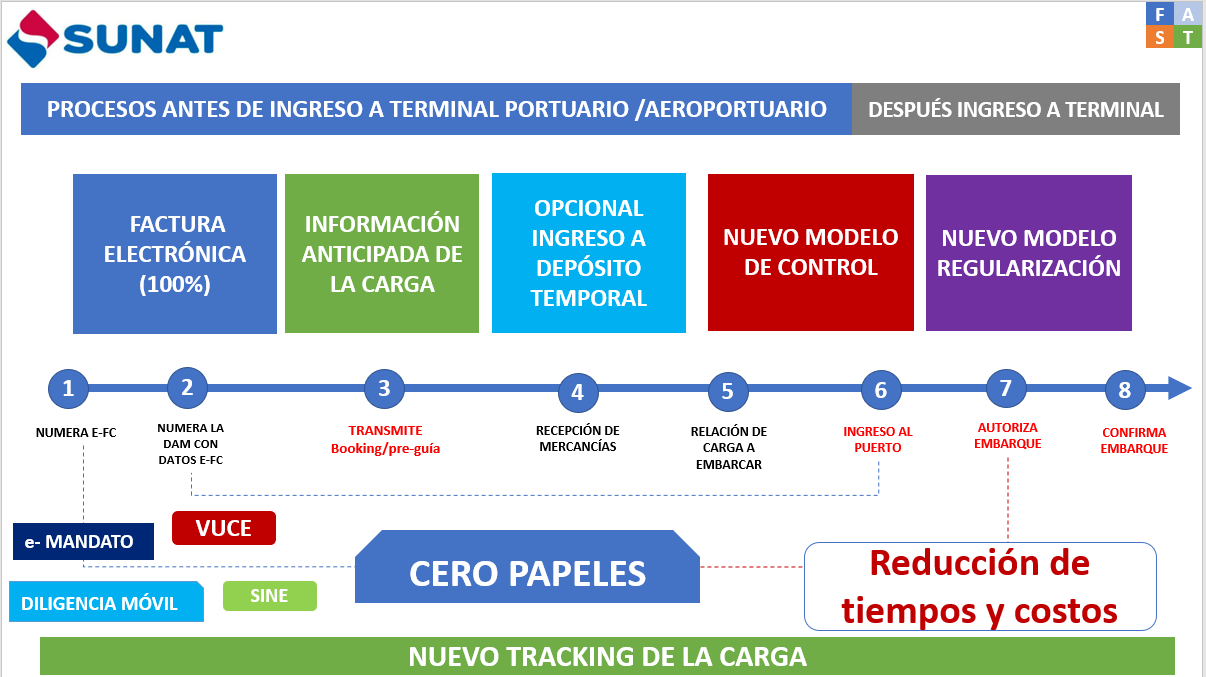 SUNAT
F A
S T
PROCESOS ANTES DE INGRESO A TERMINAL PORTUARIO /AEROPORTUARIO
DESPUÉS INGRESO A TERMINAL
FACTURA
ELECTRÓNICA
(100%)
INFORMACIÓN
ANTICIPADA DE
LA CARGA
OPCIONAL
INGRESO A
DEPÓSITO
TEMPORAL
NUEVO MODELO
DE CONTROL
NUEVO MODELO
REGULARIZACIÓN
1
NUMERA E-FC
2
NUMERA LA
DAM CON
DATOS E-FC
3
TRANSMITE
Booking/pre-guía
4
RECEPCIÓN DE
MERCANCÍAS
5
RELACIÓN DE
CARGA A
EMBARCAR
6
INGRESO AL
PUERTO
7
AUTORIZA
EMBARQUE
8
CONFIRMA
EMBARQUE
e- MANDATO
VUCE
DILIGENCIA MÓVIL
SINE
CERO PAPELES
Reducción de
tiempos y costos
NUEVO TRACKING DE LA CARGA